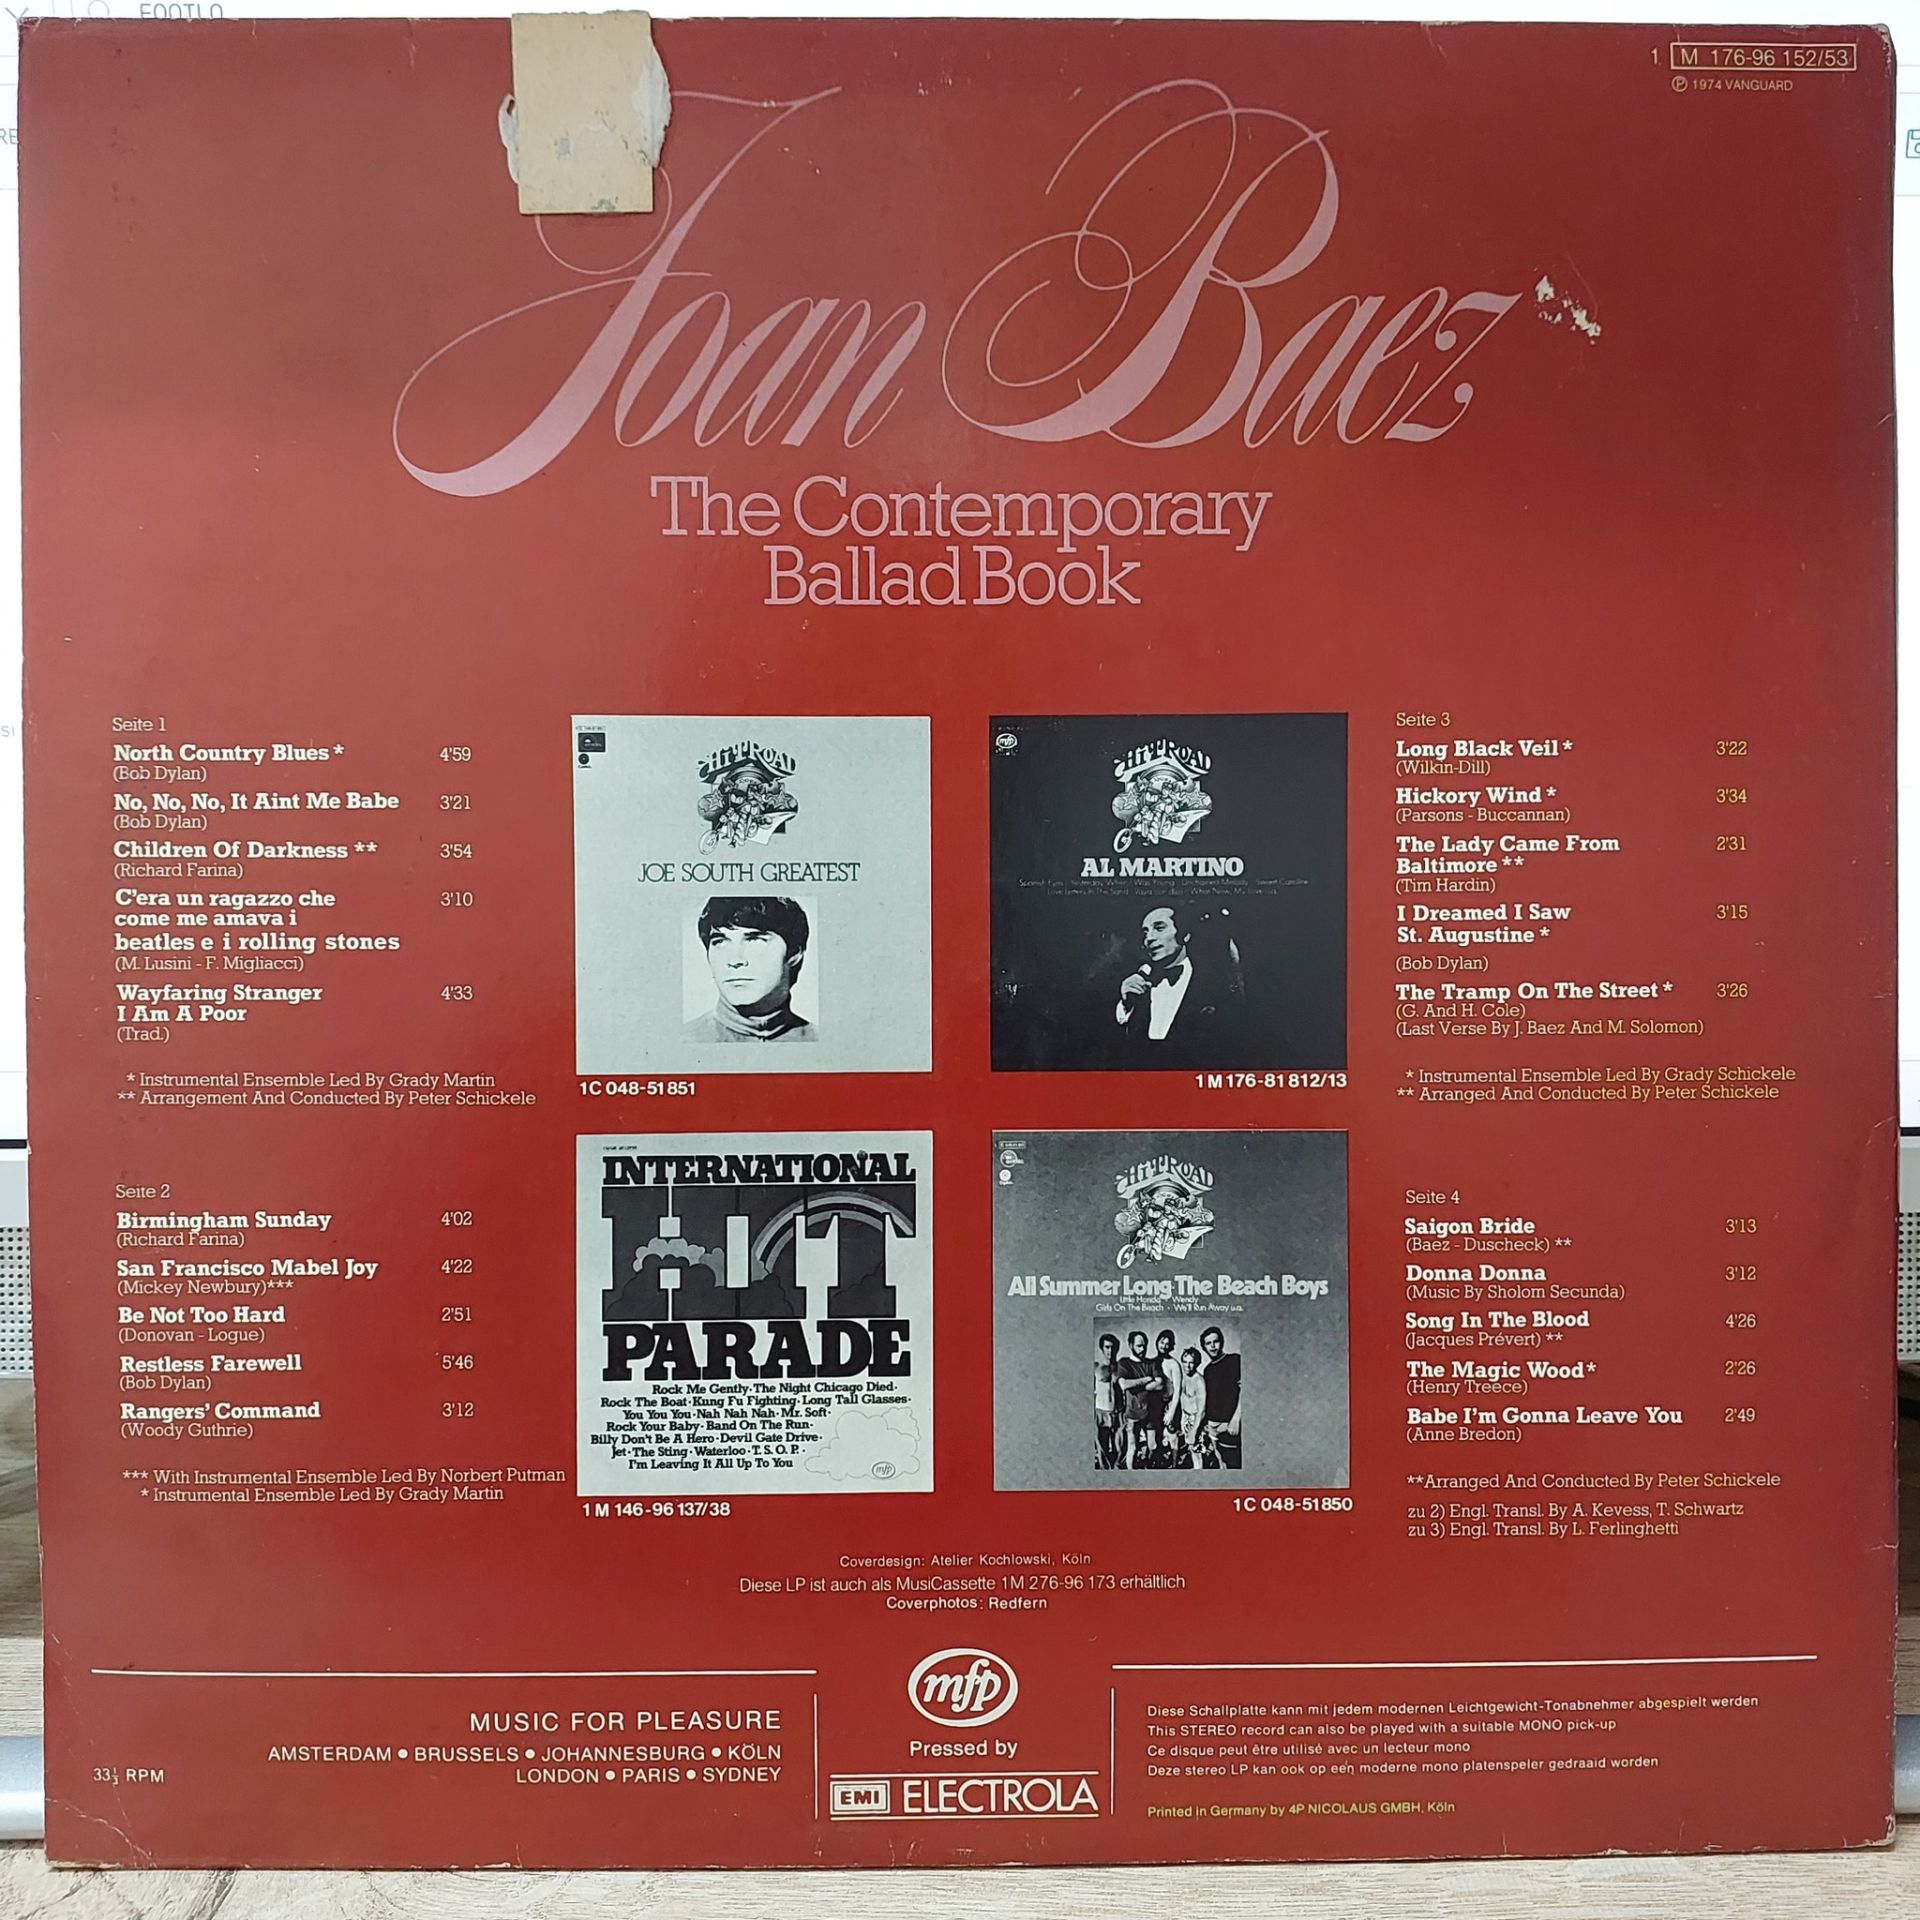 1 M 176-96 152/53
Ⓟ 1974 VANGUARD
Joan Baez
The Contemporary
Ballad Book
Seite 1
North Country Blues * 4'59
(Bob Dylan)
No, No, No, It Aint Me Babe 3'21
(Bob Dylan)
Children Of Darkness ** 3'54
(Richard Farina)
C'era un ragazzo che 3'10
come me amava i
beatles e i rolling stones
(M. Lusini - F. Migliacci)
Wayfaring Stranger 4'33
I Am A Poor
(Trad.)
* Instrumental Ensemble Led By Grady Martin
** Arrangement And Conducted By Peter Schickele
Seite 2
Birmingham Sunday 4'02
(Richard Farina)
San Francisco Mabel Joy 4'22
(Mickey Newbury)***
Be Not Too Hard 2'51
(Donovan - Logue)
Restless Farewell 5'46
(Bob Dylan)
Rangers' Command 3'12
(Woody Guthrie)
*** With Instrumental Ensemble Led By Norbert Putman
* Instrumental Ensemble Led By Grady Martin
HITROAD
JOE SOUTH GREATEST
1C 048-51 851
mfp
HITROAD
AL MARTINO
1M 176-81 812/13
INTERNATIONAL
HIT
PARADE
Rock Me Gently · The Night Chicago Died ·
Rock The Boat · Kung Fu Fighting · Long Tall Glasses ·
You You You · Nah Nah Nah · Mr. Soft ·
Rock Your Baby · Band On The Run ·
Billy Don't Be A Hero · Devil Gate Drive ·
Jet · The Sting · Waterloo · T. S. O. P. ·
I'm Leaving It All Up To You
mfp
1 M 146-96 137/38
HITROAD
All Summer Long · The Beach Boys
Little Honda · Wendy
Girls On The Beach · We'll Run Away u.a.
1C 048-51850
Seite 3
Long Black Veil * 3'22
(Wilkin-Dill)
Hickory Wind * 3'34
(Parsons - Buccannan)
The Lady Came From 2'31
Baltimore **
(Tim Hardin)
I Dreamed I Saw 3'15
St. Augustine *
(Bob Dylan)
The Tramp On The Street * 3'26
(G. And H. Cole)
(Last Verse By J. Baez And M. Solomon)
* Instrumental Ensemble Led By Grady Schickele
** Arranged And Conducted By Peter Schickele
Seite 4
Saigon Bride 3'13
(Baez - Duscheck) **
Donna Donna 3'12
(Music By Sholom Secunda)
Song In The Blood 4'26
(Jacques Prévert) **
The Magic Wood* 2'26
(Henry Treece)
Babe I'm Gonna Leave You 2'49
(Anne Bredon)
**Arranged And Conducted By Peter Schickele
zu 2) Engl. Transl. By A. Kevess, T. Schwartz
zu 3) Engl. Transl. By L. Ferlinghetti
Coverdesign: Atelier Kochlowski, Köln
Diese LP ist auch als MusiCassette 1M 276-96 173 erhältlich
Coverphotos: Redfern
33⅓ RPM
MUSIC FOR PLEASURE
AMSTERDAM ● BRUSSELS ● JOHANNESBURG ● KÖLN
LONDON ● PARIS ● SYDNEY
mfp
Pressed by
EMI ELECTROLA
Diese Schallplatte kann mit jedem modernen Leichtgewicht-Tonabnehmer abgespielt werden
This STEREO record can also be played with a suitable MONO pick-up
Ce disque peut être utilisé avec un lecteur mono
Deze stereo LP kan ook op een moderne mono platenspeler gedraaid worden
Printed in Germany by 4P NICOLAUS GMBH, Köln